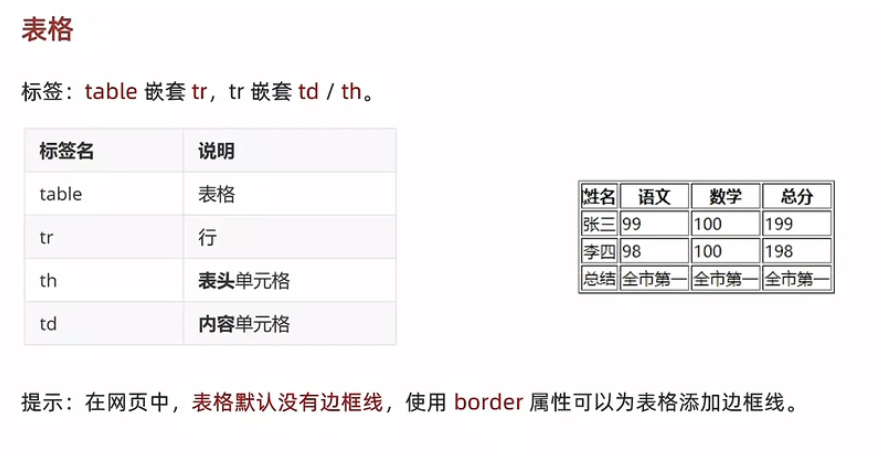 表格
标签：table 嵌套 tr，tr 嵌套 td / th。
标签名 说明
table 表格
tr 行
th 表头单元格
td 内容单元格
姓名 语文 数学 总分
张三 99 100 199
李四 98 100 198
总结 全市第一 全市第一 全市第一
提示：在网页中，表格默认没有边框线，使用 border 属性可以为表格添加边框线。